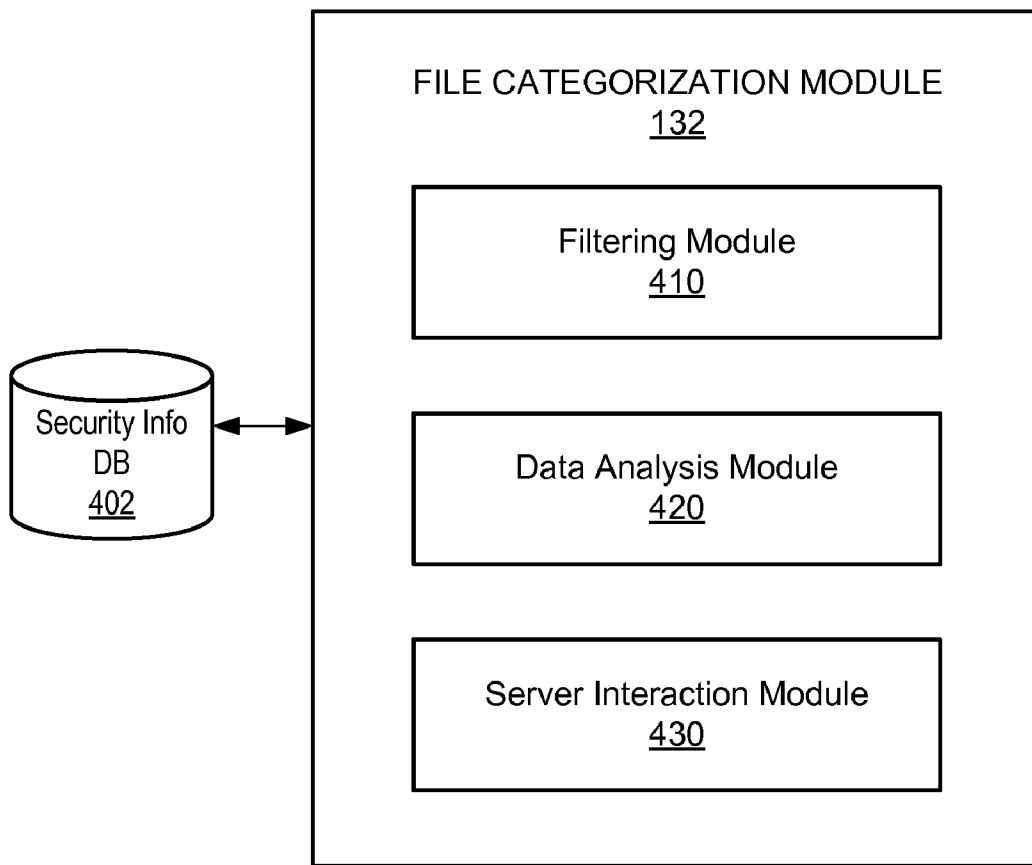 FILE CATEGORIZATION MODULE
132
Filtering Module
410
Security Info
DB
402
Data Analysis Module
420
Server Interaction Module
430